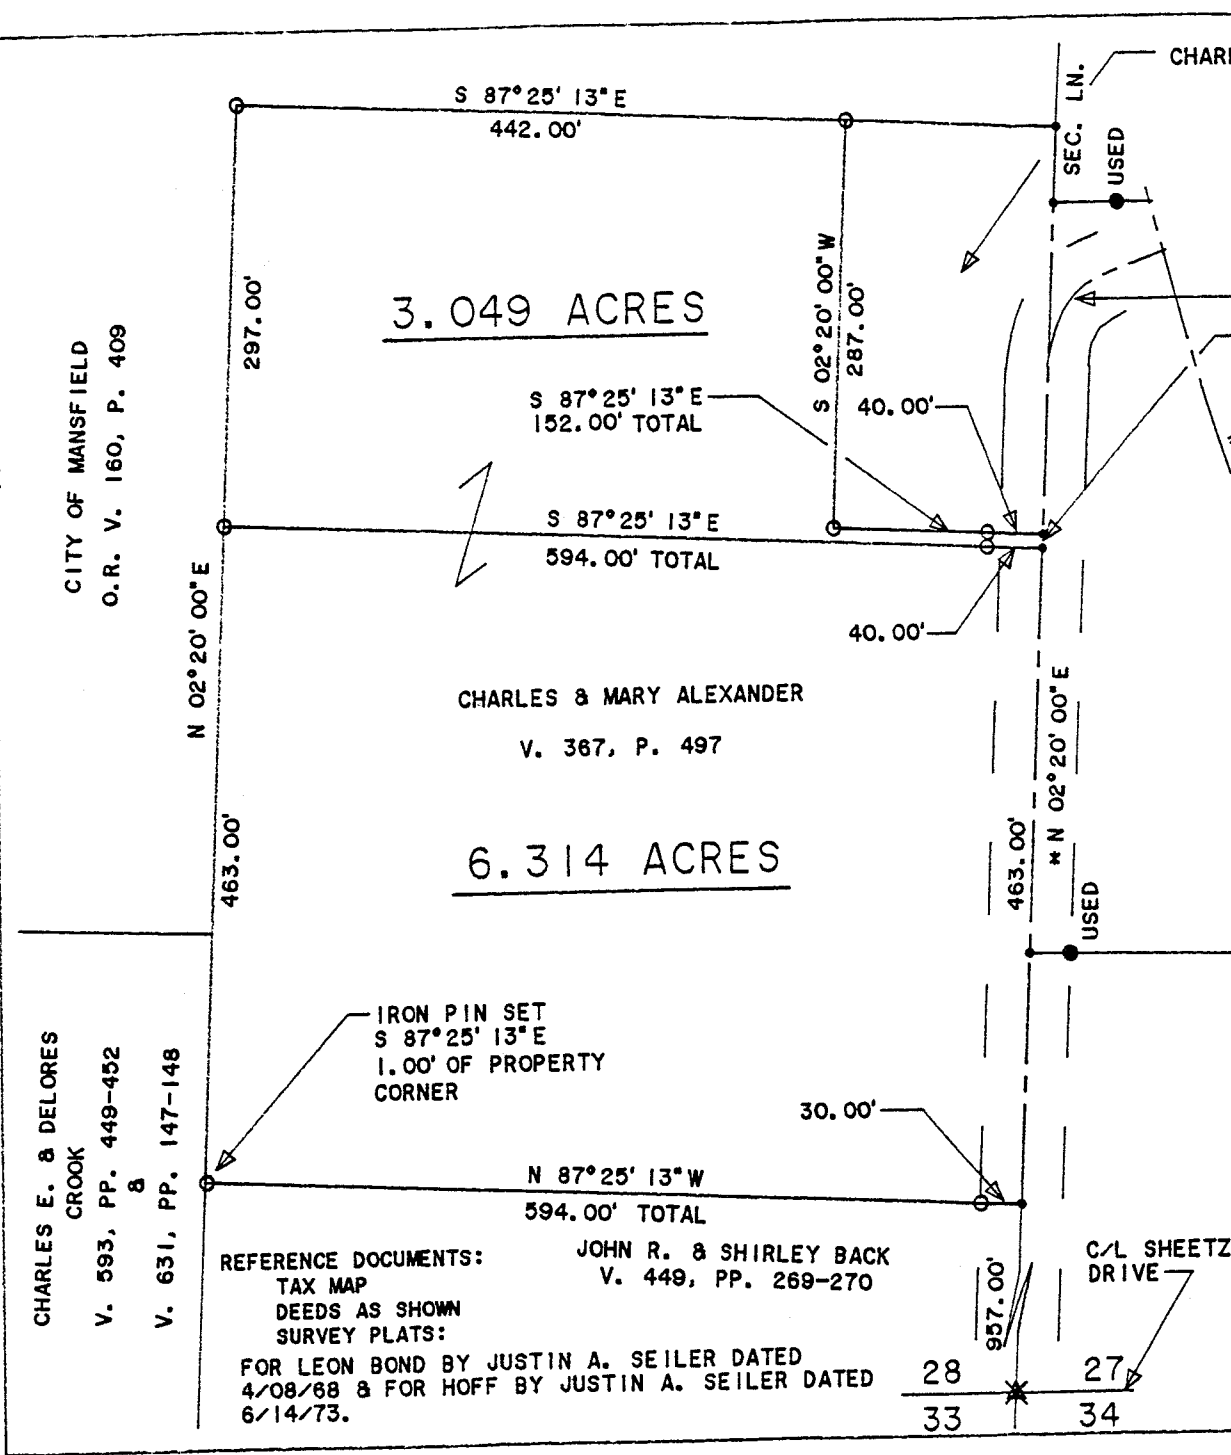 S 87°25' 13"E
442.00'
SEC. LN.
USED
297.00'
3.049 ACRES
S 02°20' 00"W
287.00'
CITY OF MANSFIELD
O.R. V. 160, P. 409
S 87°25' 13"E
152.00' TOTAL
40.00'
S 87°25' 13"E
594.00' TOTAL
N 02°20' 00"E
40.00'
CHARLES & MARY ALEXANDER
V. 367, P. 497
* N 02°20' 00"E
463.00'
463.00'
6.314 ACRES
USED
IRON PIN SET
S 87°25' 13"E
1.00' OF PROPERTY
CORNER
CHARLES E. & DELORES
CROOK
V. 593, PP. 449-452
&
V. 631, PP. 147-148
30.00'
N 87°25' 13"W
594.00' TOTAL
JOHN R. & SHIRLEY BACK
V. 449, PP. 269-270
957.00'
C/L SHEETZ
DRIVE
REFERENCE DOCUMENTS:
TAX MAP
DEEDS AS SHOWN
SURVEY PLATS:
FOR LEON BOND BY JUSTIN A. SEILER DATED
4/08/68 & FOR HOFF BY JUSTIN A. SEILER DATED
6/14/73.
28 27
33 34